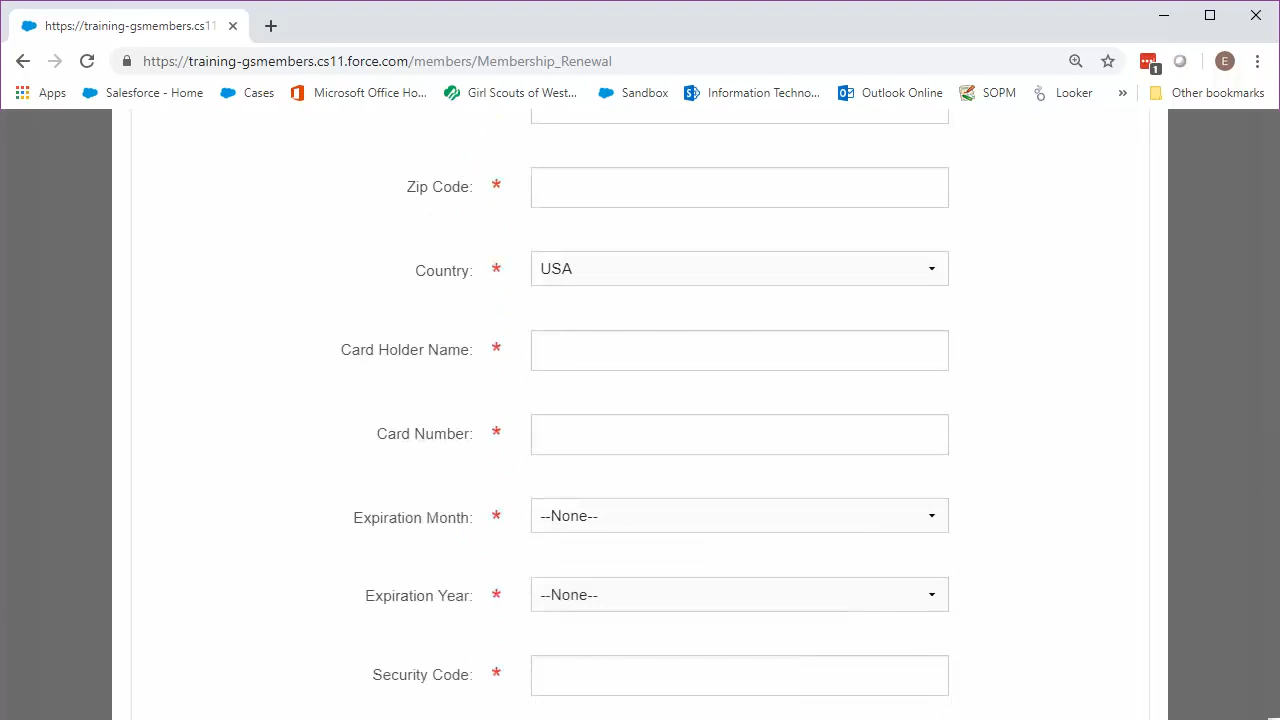 https://training-gsmembers.cs11
https://training-gsmembers.cs11.force.com/members/Membership_Renewal
1
E
Apps
Salesforce - Home
Cases
Microsoft Office Ho...
Girl Scouts of West...
Sandbox
Information Techno...
Outlook Online
SOPM
Looker
»
Other bookmarks
Zip Code: *
Country: * USA
Card Holder Name: *
Card Number: *
Expiration Month: * --None--
Expiration Year: * --None--
Security Code: *